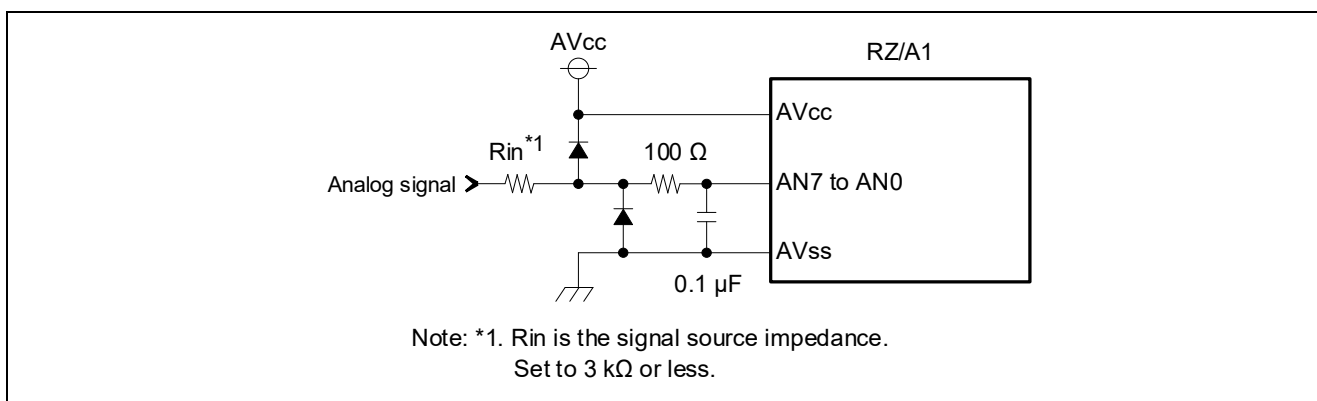 AVcc
RZ/A1
AVcc
Rin*1
100 Ω
Analog signal
AN7 to AN0
AVss
0.1 µF
Note: *1. Rin is the signal source impedance.
Set to 3 kΩ or less.